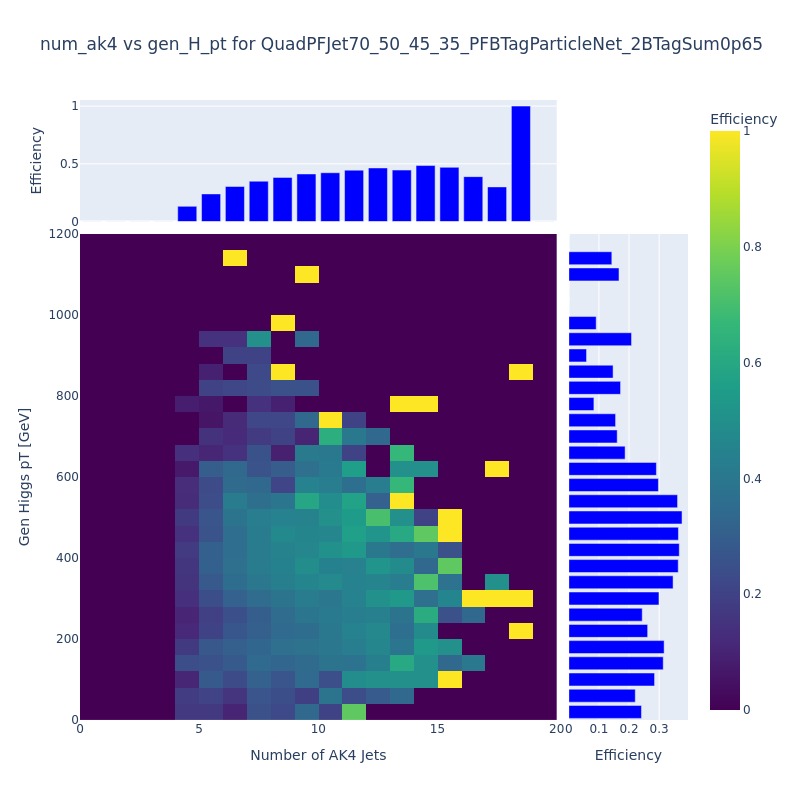 num_ak4 vs gen_H_pt for QuadPFJet70_50_45_35_PFBTagParticleNet_2BTagSum0p65
Efficiency
1
0.5
0
Efficiency
1
0.8
0.6
0.4
0.2
0
Gen Higgs pT [GeV]
1200
1000
800
600
400
200
0
0 5 10 15 20
Number of AK4 Jets
0 0.1 0.2 0.3
Efficiency